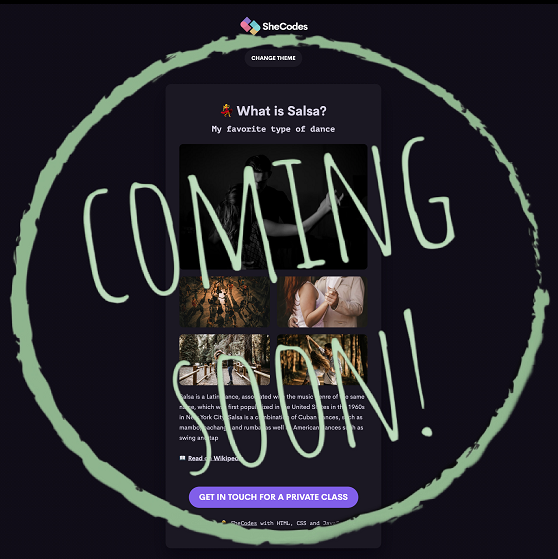 SheCodes
CHANGE THEME
💃 What is Salsa?
My favorite type of dance
COMING
SOON!
Salsa is a Latin dance, associated with the music genre of the same
name, which was first popularized in the United States in the 1960s
in New York City. Salsa is a combination of Cuban dances, such as
mambo, pachanga and rumba as well as American dances such as
swing and tap
📖 Read on Wikipedia
GET IN TOUCH FOR A PRIVATE CLASS
SheCodes with HTML, CSS and